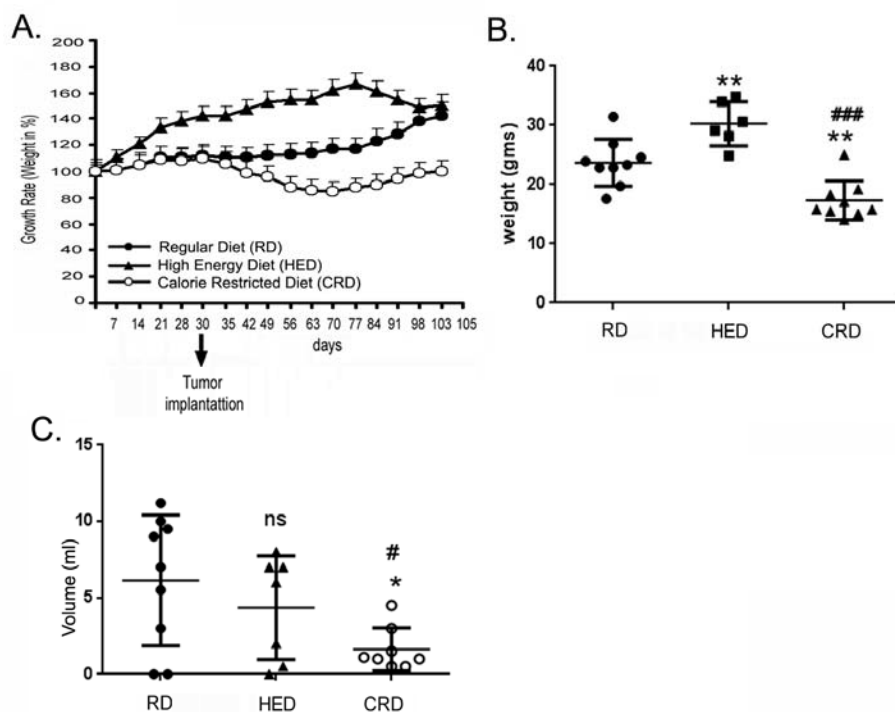 A.
200
180
160
140
120
100
80
60
40
20
0
Growth Rate (Weight in %)
Regular Diet (RD)
High Energy Diet (HED)
Calorie Restricted Diet (CRD)
7 14 21 28 30 35 42 49 56 63 70 77 84 91 98 103 105
days
Tumor
implantattion
B.
40
30
20
10
0
weight (gms)
**
###
**
RD HED CRD
C.
15
10
5
0
Volume (ml)
ns
#
*
RD HED CRD